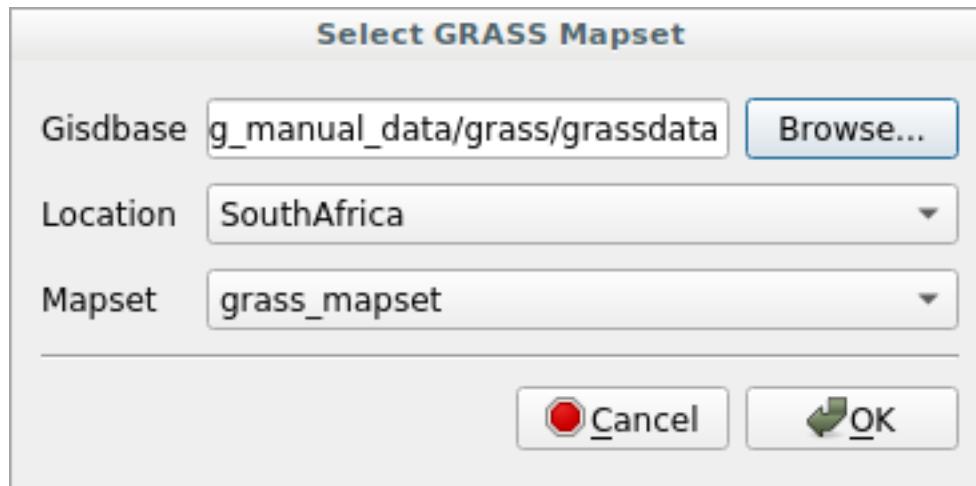 Select GRASS Mapset
Gisdbase g_manual_data/grass/grassdata Browse...
Location SouthAfrica
Mapset grass_mapset
Cancel OK